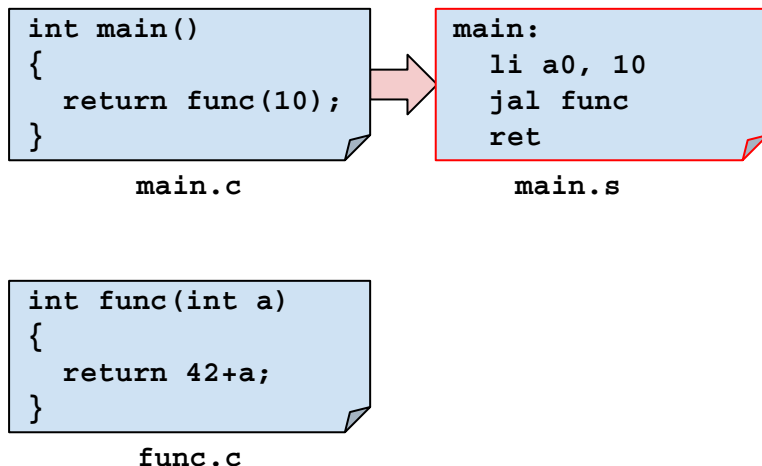 int main()
{
  return func(10);
}
main.c
main:
  li a0, 10
  jal func
  ret
main.s
int func(int a)
{
  return 42+a;
}
func.c